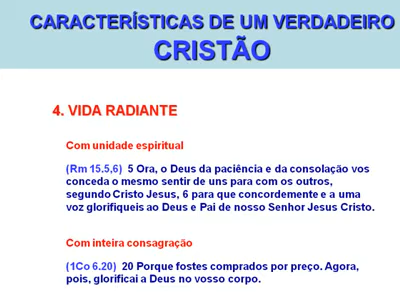 CARACTERÍSTICAS DE UM VERDADEIRO
CRISTÃO
4. VIDA RADIANTE
Com unidade espiritual
(Rm 15.5,6) 5 Ora, o Deus da paciência e da consolação vos
conceda o mesmo sentir de uns para com os outros,
segundo Cristo Jesus, 6 para que concordemente e a uma
voz glorifiqueis ao Deus e Pai de nosso Senhor Jesus Cristo.
Com inteira consagração
(1Co 6.20) 20 Porque fostes comprados por preço. Agora,
pois, glorificai a Deus no vosso corpo.